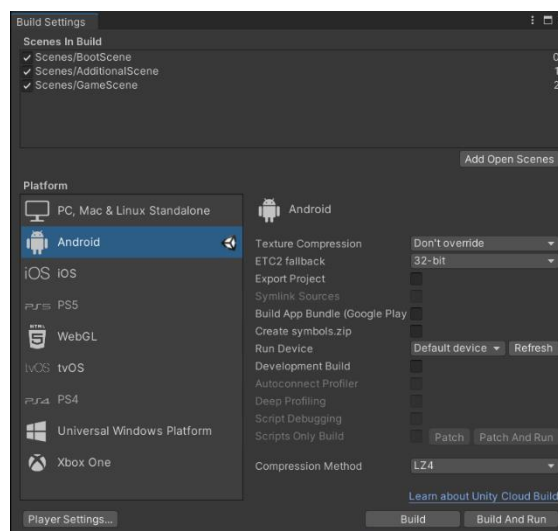 Build Settings
Scenes In Build
Scenes/BootScene 0
Scenes/AdditionalScene 1
Scenes/GameScene 2
Add Open Scenes
Platform
PC, Mac & Linux Standalone
Android
iOS iOS
PS5 PS5
HTML 5 WebGL
tvOS tvOS
PS4 PS4
Universal Windows Platform
Xbox One
Android
Texture Compression Don't override
ETC2 fallback 32-bit
Export Project
Symlink Sources
Build App Bundle (Google Play
Create symbols.zip
Run Device Default device Refresh
Development Build
Autoconnect Profiler
Deep Profiling
Script Debugging
Scripts Only Build Patch Patch And Run
Compression Method LZ4
Learn about Unity Cloud Build
Player Settings... Build Build And Run